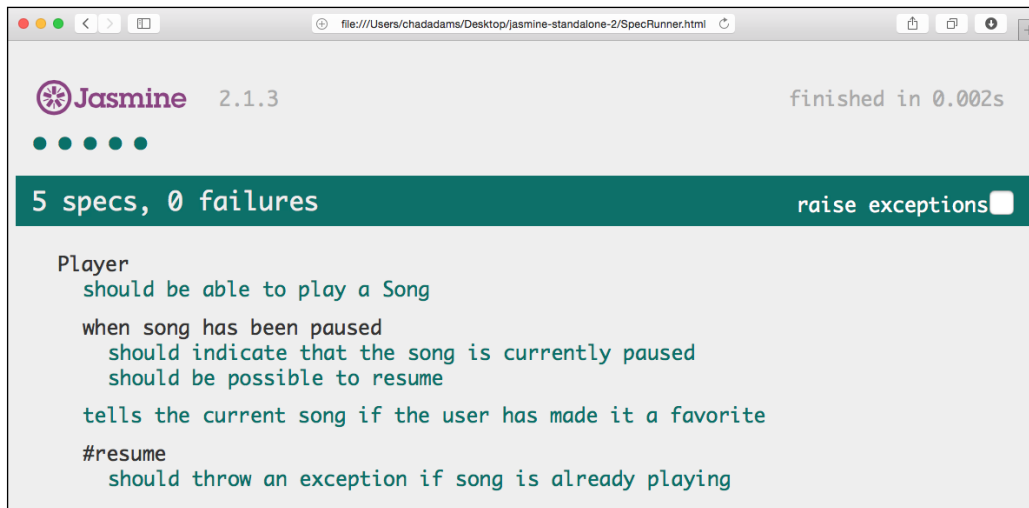 file:///Users/chadadams/Desktop/jasmine-standalone-2/SpecRunner.html
Jasmine 2.1.3 finished in 0.002s
5 specs, 0 failures raise exceptions
Player
should be able to play a Song
when song has been paused
should indicate that the song is currently paused
should be possible to resume
tells the current song if the user has made it a favorite
#resume
should throw an exception if song is already playing